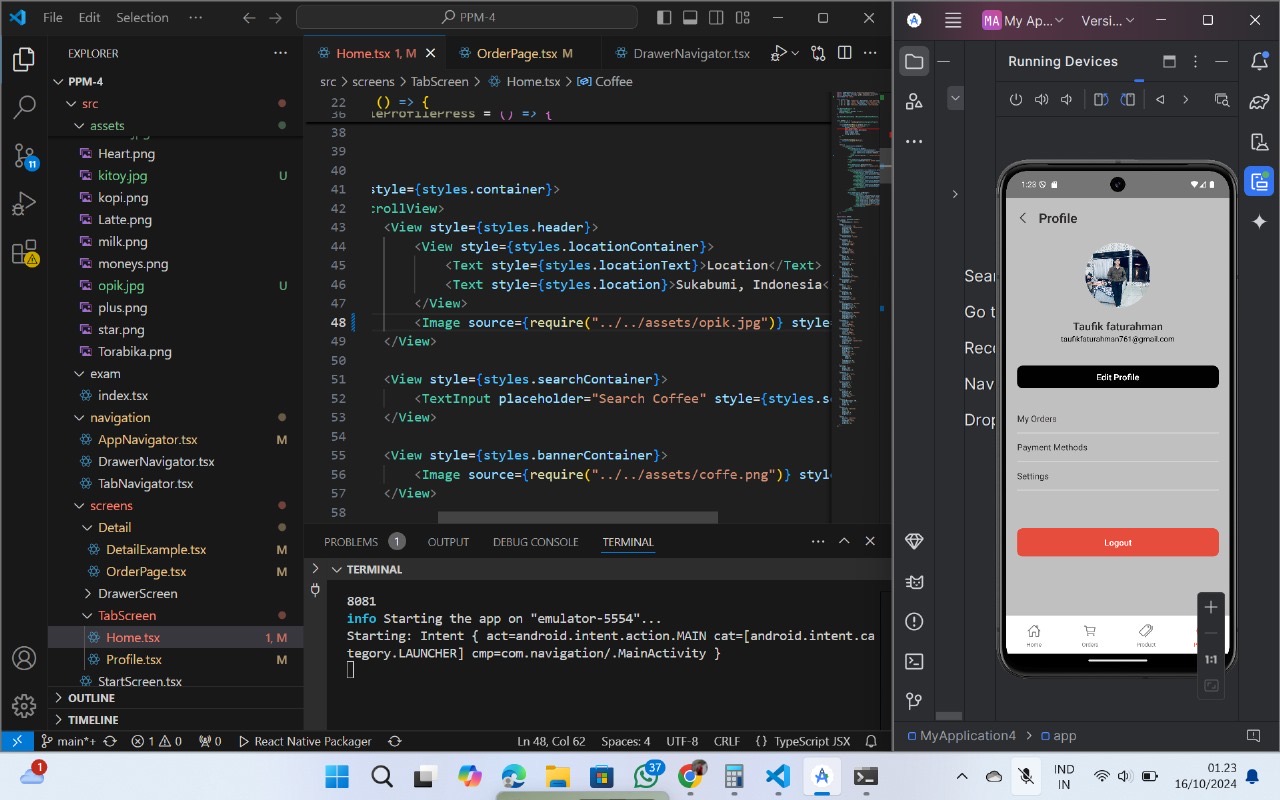 File Edit Selection ··· PPM-4
EXPLORER
PPM-4
src
assets
Heart.png
kitoy.jpg U
kopi.png
Latte.png
milk.png
moneys.png
opik.jpg U
plus.png
star.png
Torabika.png
exam
index.tsx
navigation
AppNavigator.tsx M
DrawerNavigator.tsx
TabNavigator.tsx
screens
Detail
DetailExample.tsx M
OrderPage.tsx M
DrawerScreen
TabScreen
Home.tsx 1, M
Profile.tsx M
StartScreen.tsx
OUTLINE
TIMELINE
11
Home.tsx 1, M OrderPage.tsx M DrawerNavigator.tsx
src > screens > TabScreen > Home.tsx > Coffee
22 () => {
36 leProfilePress = () => {
38
39
40
41 style={styles.container}>
42 crollView>
43 <View style={styles.header}>
44 <View style={styles.locationContainer}>
45 <Text style={styles.locationText}>Location</Text>
46 <Text style={styles.location}>Sukabumi, Indonesia<
47 </View>
48 <Image source={require("../../assets/opik.jpg")} style=
49 </View>
50
51 <View style={styles.searchContainer}>
52 <TextInput placeholder="Search Coffee" style={styles.se
53 </View>
54
55 <View style={styles.bannerContainer}>
56 <Image source={require("../../assets/coffe.png")} styl
57 </View>
58
PROBLEMS 1 OUTPUT DEBUG CONSOLE TERMINAL
TERMINAL
8081
info Starting the app on "emulator-5554"...
Starting: Intent { act=android.intent.action.MAIN cat=[android.intent.ca
tegory.LAUNCHER] cmp=com.navigation/.MainActivity }
main*+ 1 0 0 React Native Packager Ln 48, Col 62 Spaces: 4 UTF-8 CRLF {} TypeScript JSX
MA My Ap... Versi...
Running Devices
Sear
Go t
Rece
Nav
Drop
1:23
Profile
Taufik faturahman
taufikfaturahman761@gmail.com
Edit Profile
My Orders
Payment Methods
Settings
Logout
Home Orders Product
1:1
MyApplication4 > app
1
37
IND
IN
01.23
16/10/2024